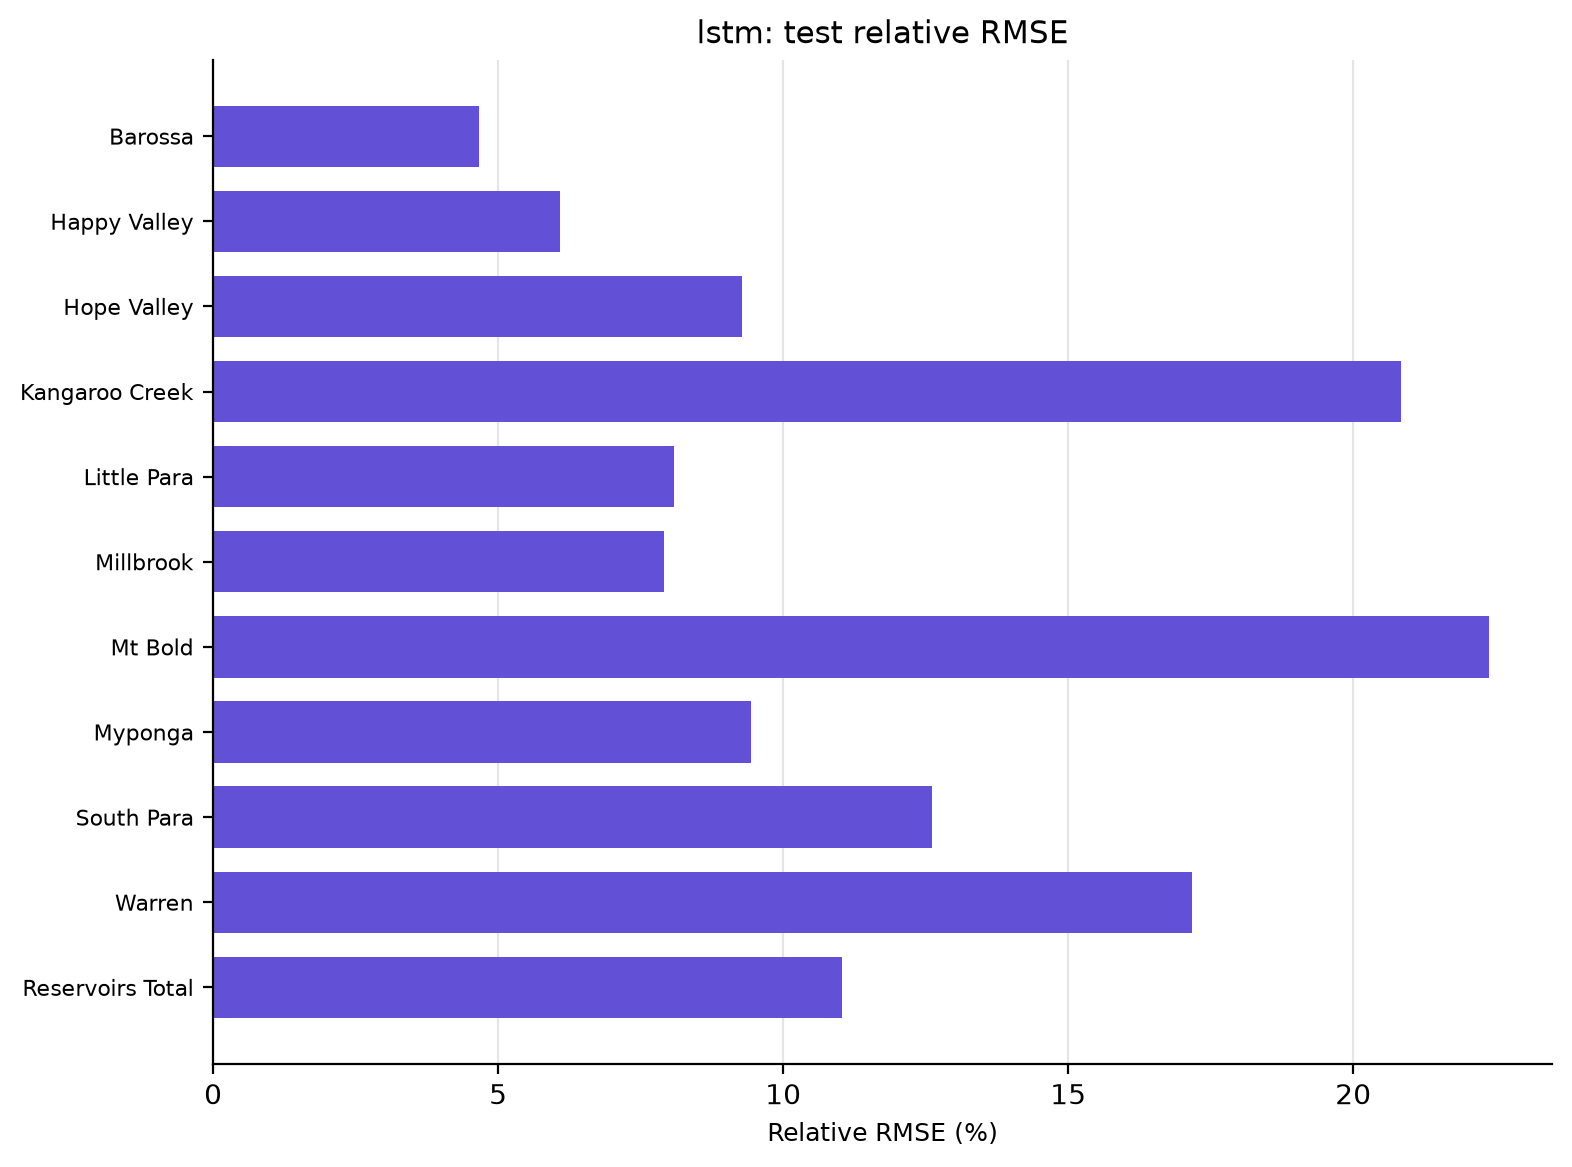 lstm: test relative RMSE
Barossa
Happy Valley
Hope Valley
Kangaroo Creek
Little Para
Millbrook
Mt Bold
Myponga
South Para
Warren
Reservoirs Total
0 5 10 15 20
Relative RMSE (%)